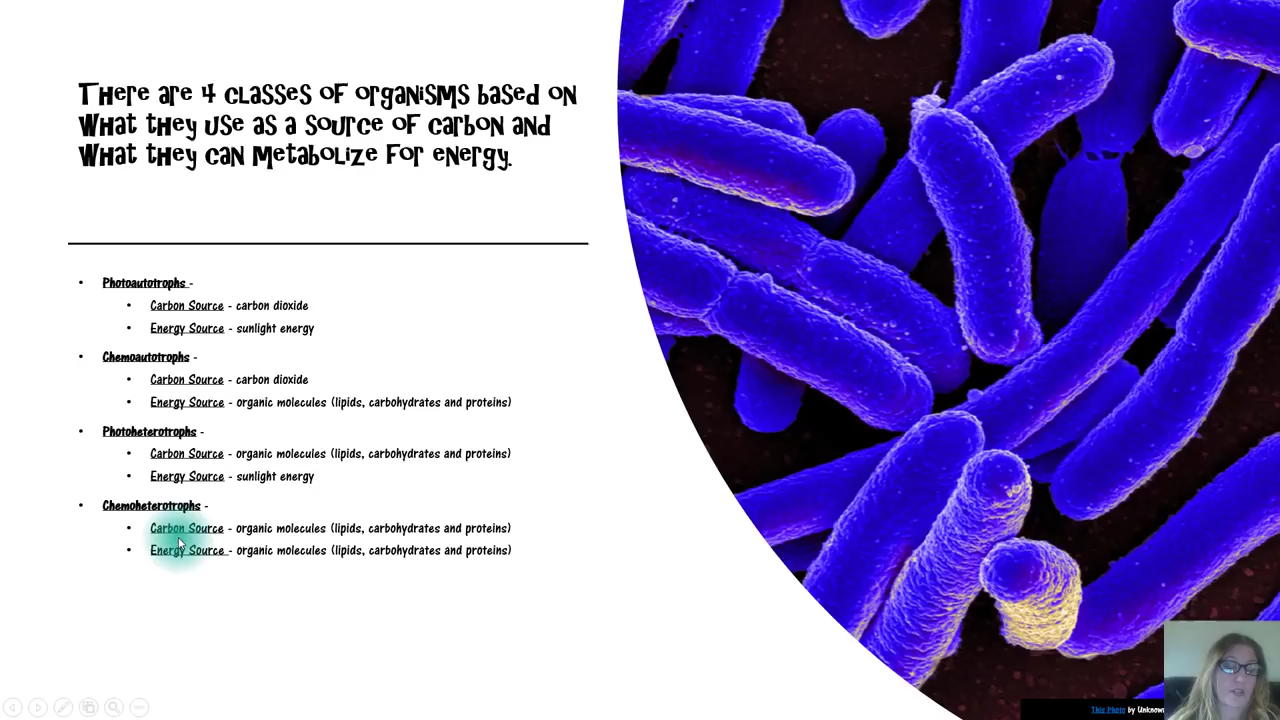 There are 4 classes of organisms based on
what they use as a source of carbon and
what they can metabolize for energy.
• Photoautotrophs -
• Carbon Source - carbon dioxide
• Energy Source - sunlight energy
• Chemoautotrophs -
• Carbon Source - carbon dioxide
• Energy Source - organic molecules (lipids, carbohydrates and proteins)
• Photoheterotrophs -
• Carbon Source - organic molecules (lipids, carbohydrates and proteins)
• Energy Source - sunlight energy
• Chemoheterotrophs -
• Carbon Source - organic molecules (lipids, carbohydrates and proteins)
• Energy Source - organic molecules (lipids, carbohydrates and proteins)
This Photo by Unknown